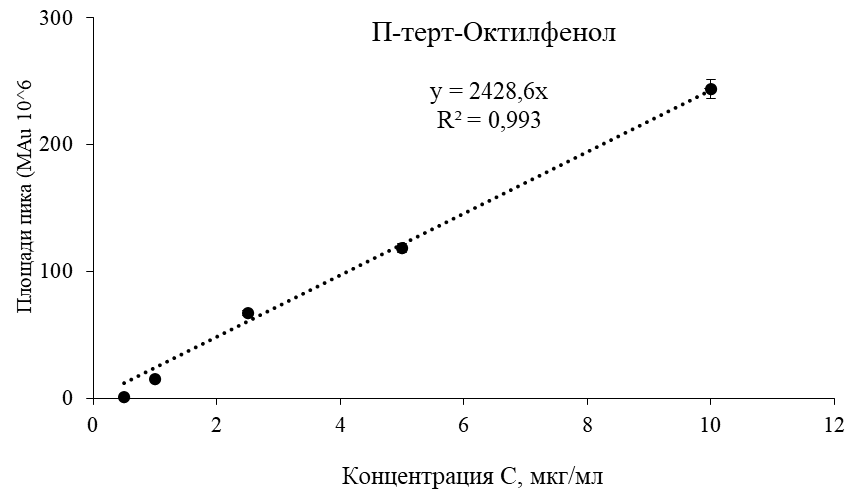 П-терт-Октилфенол
y = 2428,6x
R² = 0,993
Площади пика (MAu 10^6
300
200
100
0
0 2 4 6 8 10 12
Концентрация С, мкг/мл